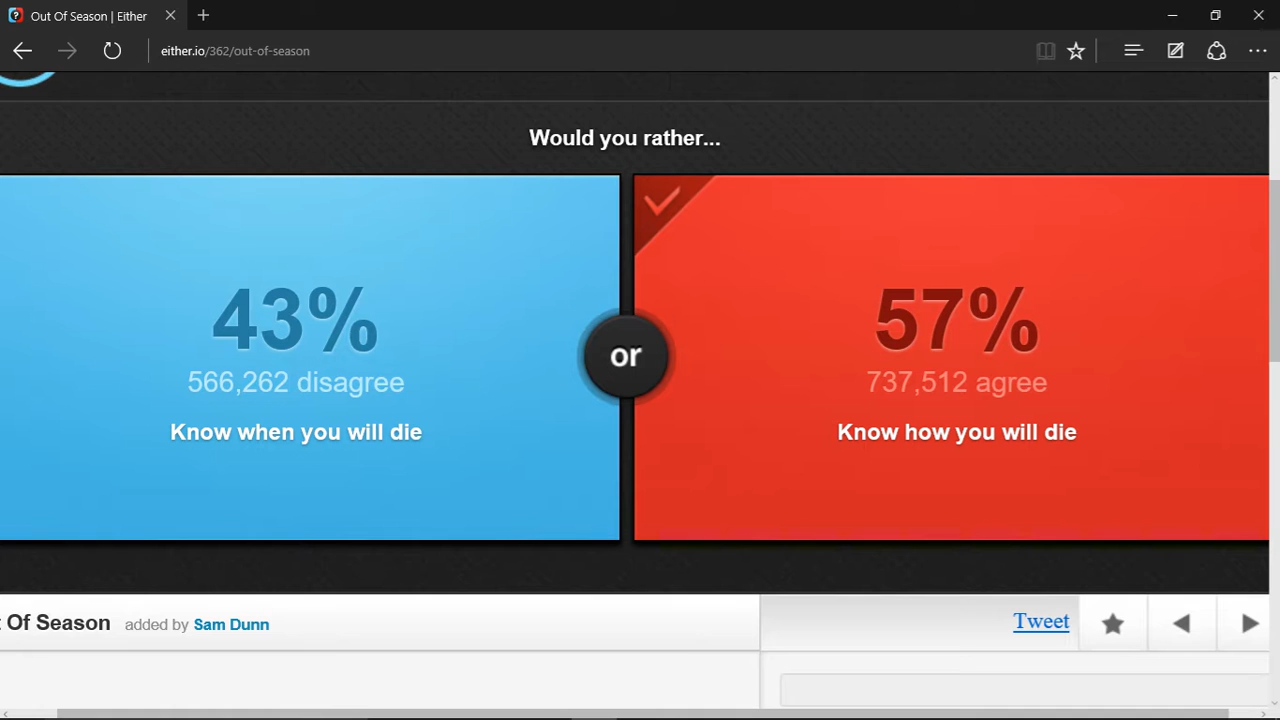 Out Of Season | Either
either.io/362/out-of-season
Would you rather...
43%
566,262 disagree
Know when you will die
or
57%
737,512 agree
Know how you will die
Of Season added by Sam Dunn
Tweet